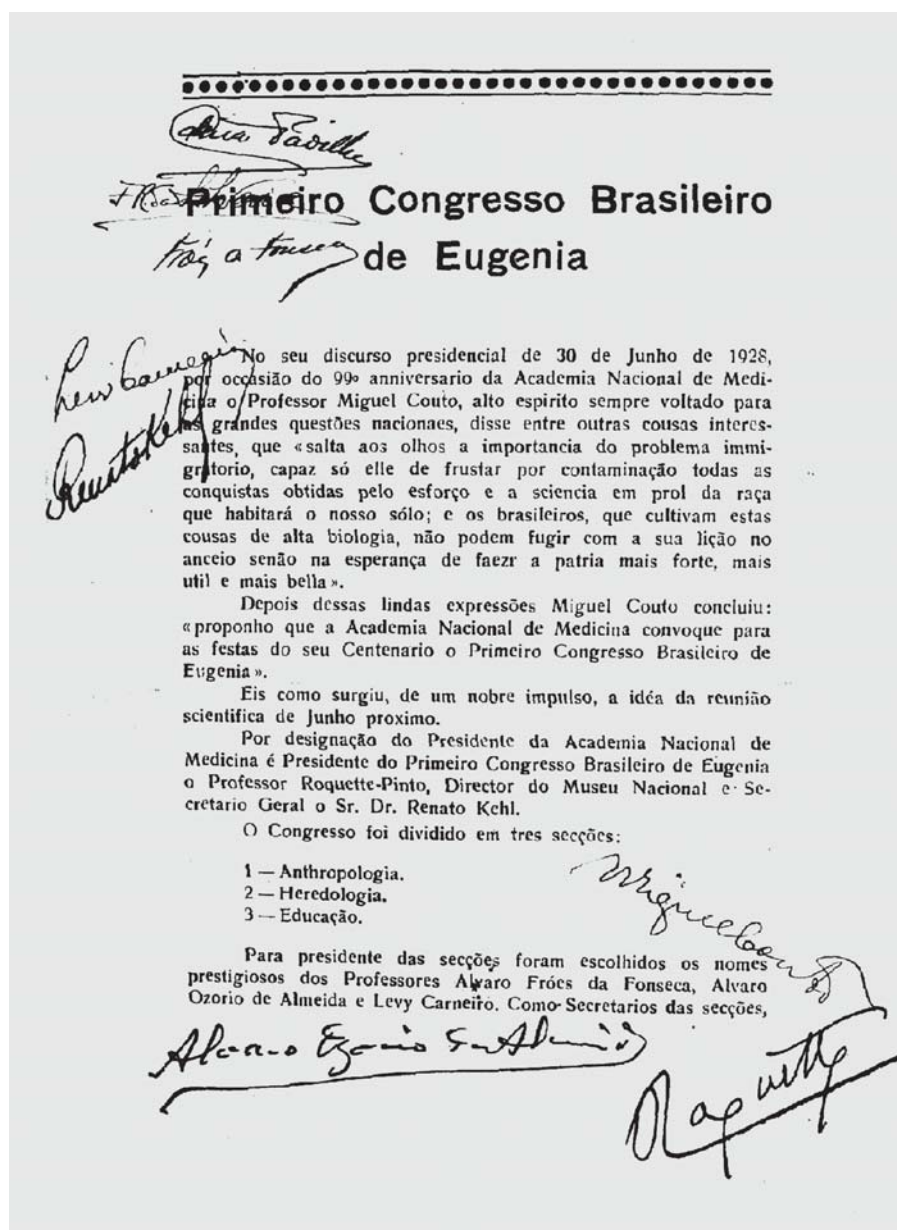 Primeiro Congresso Brasileiro
de Eugenia
Levi Carneiro
Renato Kehl
No seu discurso presidencial de 30 de Junho de 1928,
por occasião do 99º anniversario da Academia Nacional de Medi-
cina o Professor Miguel Couto, alto espirito sempre voltado para
as grandes questões nacionaes, disse entre outras cousas interes-
santes, que «salta aos olhos a importancia do problema immi-
gratorio, capaz só elle de frustar por contaminação todas as
conquistas obtidas pelo esforço e a sciencia em prol da raça
que habitará o nosso sólo; e os brasileiros, que cultivam estas
cousas de alta biologia, não podem fugir com a sua lição no
anceio senão na esperança de faezr a patria mais forte, mais
util e mais bella».
Depois dessas lindas expressões Miguel Couto concluiu:
«proponho que a Academia Nacional de Medicina convoque para
as festas do seu Centenario o Primeiro Congresso Brasileiro de
Eugenia».
Eis como surgiu, de um nobre impulso, a idéa da reunião
scientifica de Junho proximo.
Por designação do Presidente da Academia Nacional de
Medicina é Presidente do Primeiro Congresso Brasileiro de Eugenia
o Professor Roquette-Pinto, Director do Museu Nacional e Se-
cretario Geral o Sr. Dr. Renato Kehl.
O Congresso foi dividido em tres secções:
1 — Anthropologia.
2 — Heredologia.
3 — Educação.
Miguel Couto
Para presidente das secções foram escolhidos os nomes
prestigiosos dos Professores Alvaro Fróes da Fonseca, Alvaro
Ozorio de Almeida e Levy Carneiro. Como Secretarios das secções,
Alvaro Ozorio de Almeida
Roquette